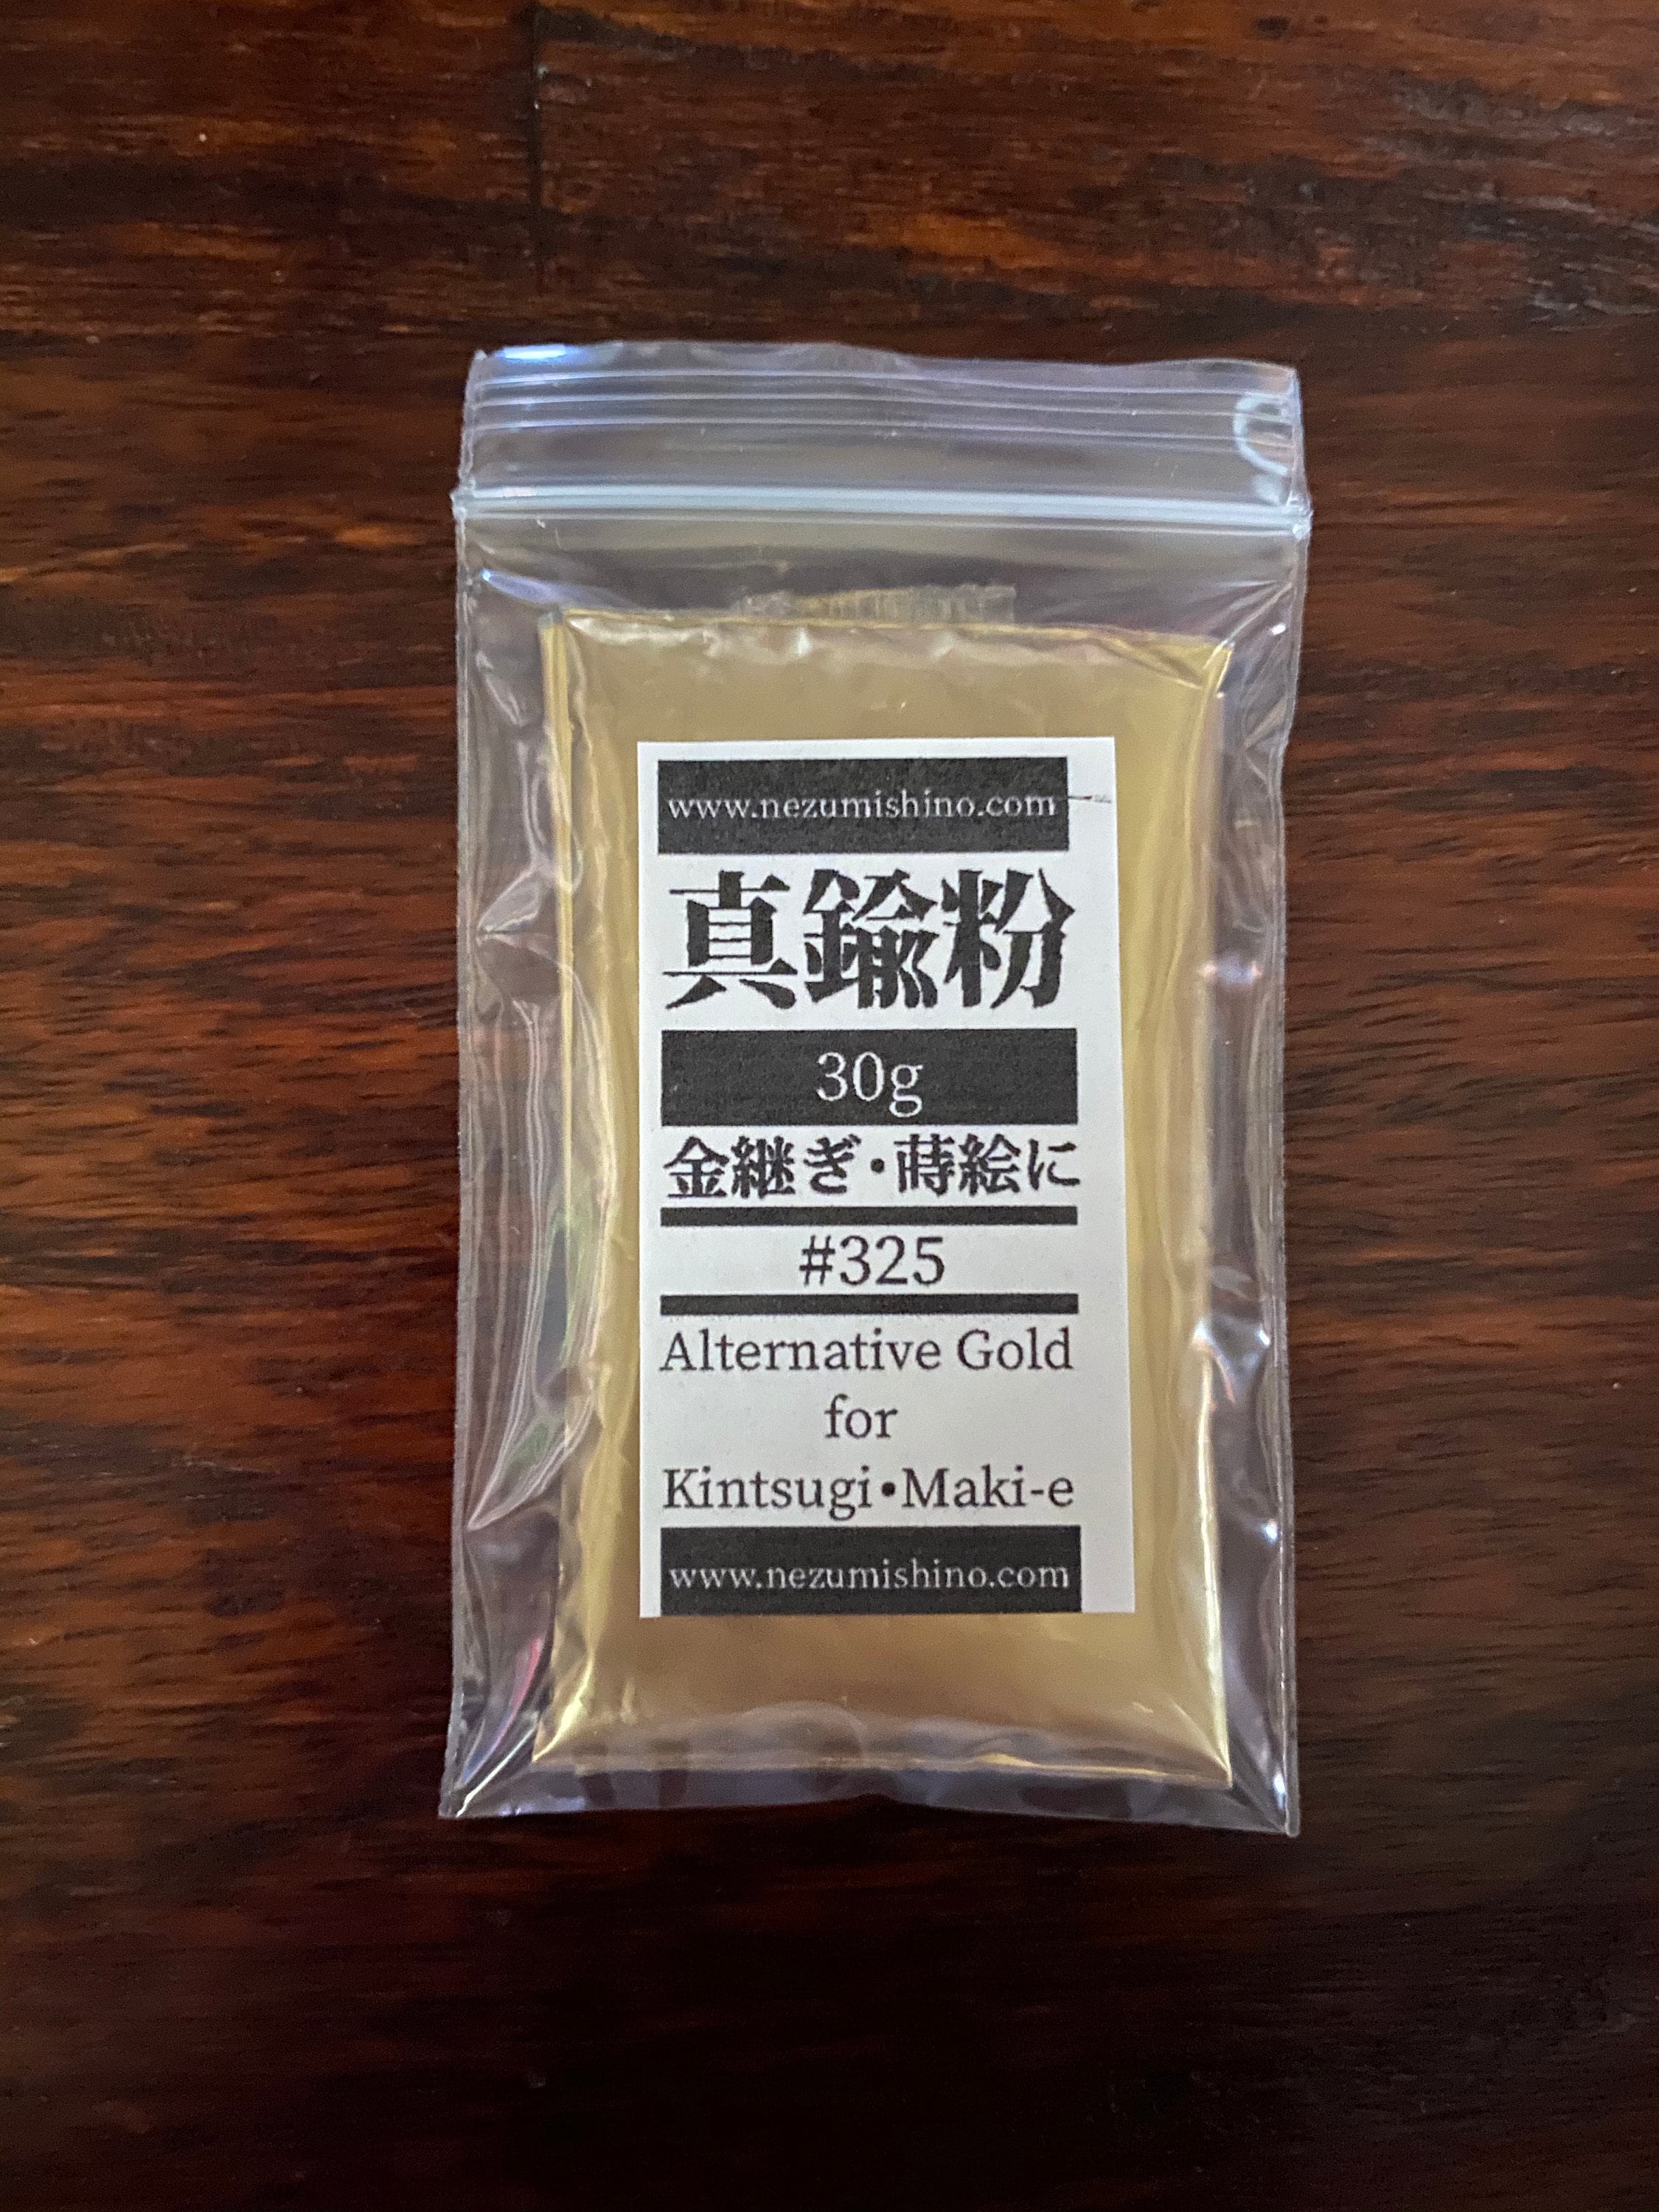 www.nezumishino.com
真鍮粉
30g
金継ぎ・蒔絵に
#325
Alternative Gold
for
Kintsugi•Maki-e
www.nezumishino.com